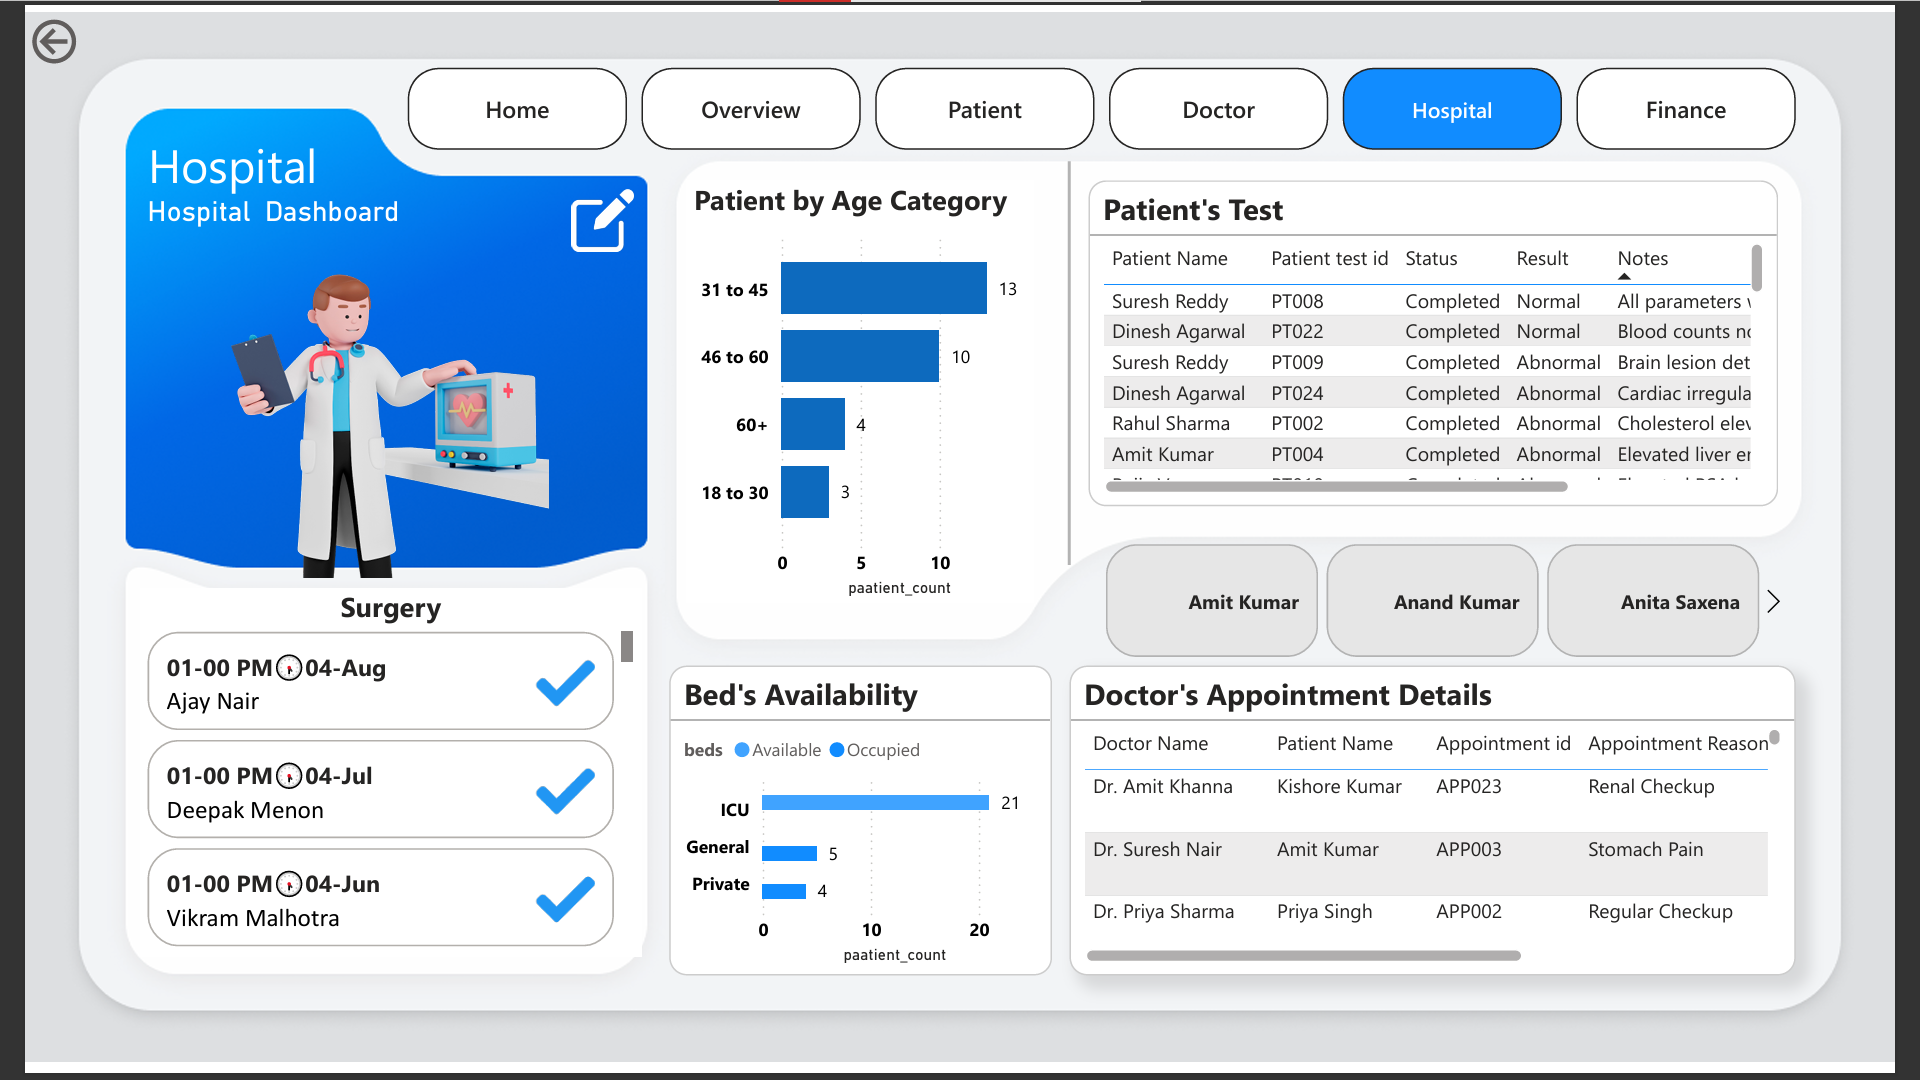 Home
Overview
Patient
Doctor
Hospital
Finance
Hospital
Hospital Dashboard
Surgery
01-00 PM 04-Aug
Ajay Nair
01-00 PM 04-Jul
Deepak Menon
01-00 PM 04-Jun
Vikram Malhotra
Patient by Age Category
31 to 45 13
46 to 60 10
60+ 4
18 to 30 3
0 5 10
paatient_count
Patient's Test
Patient Name Patient test id Status Result Notes
Suresh Reddy PT008 Completed Normal All parameters
Dinesh Agarwal PT022 Completed Normal Blood counts
Suresh Reddy PT009 Completed Abnormal Brain lesion det
Dinesh Agarwal PT024 Completed Abnormal Cardiac irregula
Rahul Sharma PT002 Completed Abnormal Cholesterol
Amit Kumar PT004 Completed Abnormal Elevated liver
Amit Kumar
Anand Kumar
Anita Saxena
Bed's Availability
beds Available Occupied
ICU 21
General 5
Private 4
0 10 20
paatient_count
Doctor's Appointment Details
Doctor Name Patient Name Appointment id Appointment Reason
Dr. Amit Khanna Kishore Kumar APP023 Renal Checkup
Dr. Suresh Nair Amit Kumar APP003 Stomach Pain
Dr. Priya Sharma Priya Singh APP002 Regular Checkup